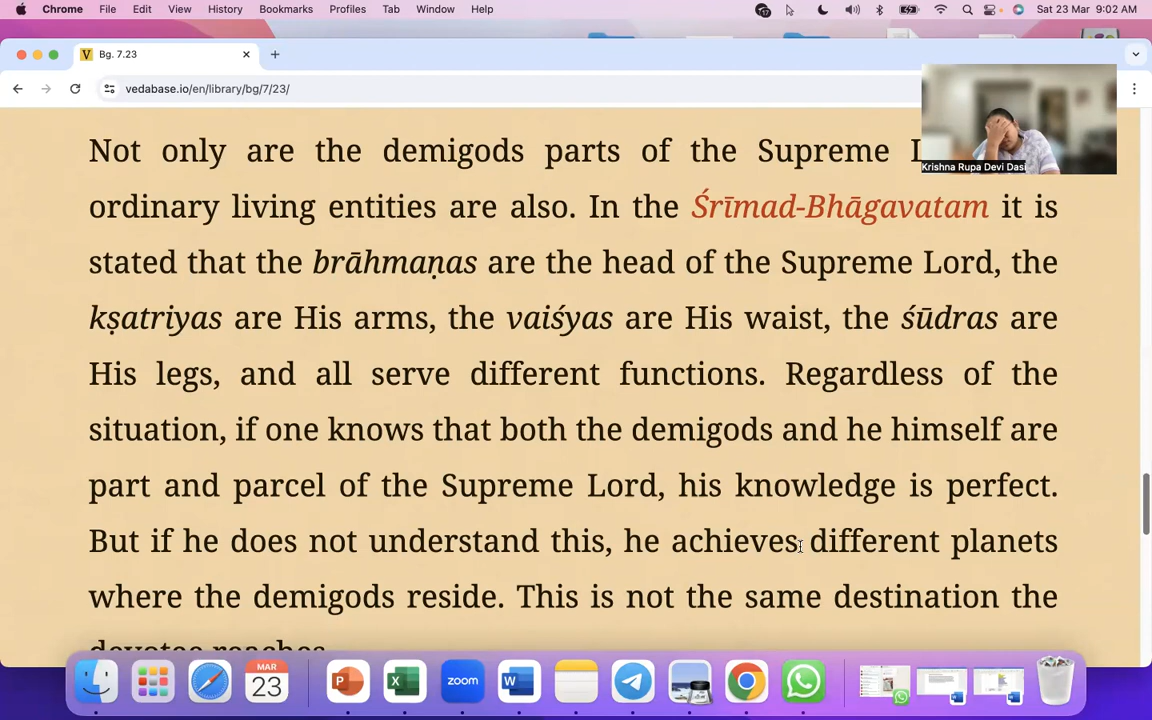 Chrome File Edit View History Bookmarks Profiles Tab Window Help Sat 23 Mar 9:02 AM
Bg. 7.23
vedabase.io/en/library/bg/7/23/
Krishna Rupa Devi Dasi
Not only are the demigods parts of the Supreme
ordinary living entities are also. In the Śrīmad-Bhāgavatam it is
stated that the brāhmaṇas are the head of the Supreme Lord, the
kṣatriyas are His arms, the vaiśyas are His waist, the śūdras are
His legs, and all serve different functions. Regardless of the
situation, if one knows that both the demigods and he himself are
part and parcel of the Supreme Lord, his knowledge is perfect.
But if he does not understand this, he achieves different planets
where the demigods reside. This is not the same destination the
devotee reaches.
MAR
23
zoom